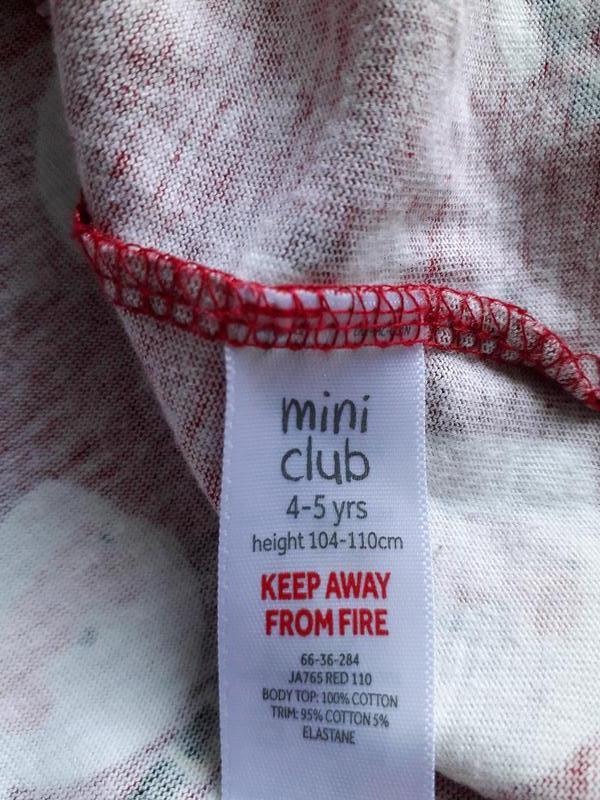 mini
club
4-5 yrs
height 104-110cm
KEEP AWAY
FROM FIRE
66-36-284
JA765 RED 110
BODY TOP: 100% COTTON
TRIM: 95% COTTON 5%
ELASTANE